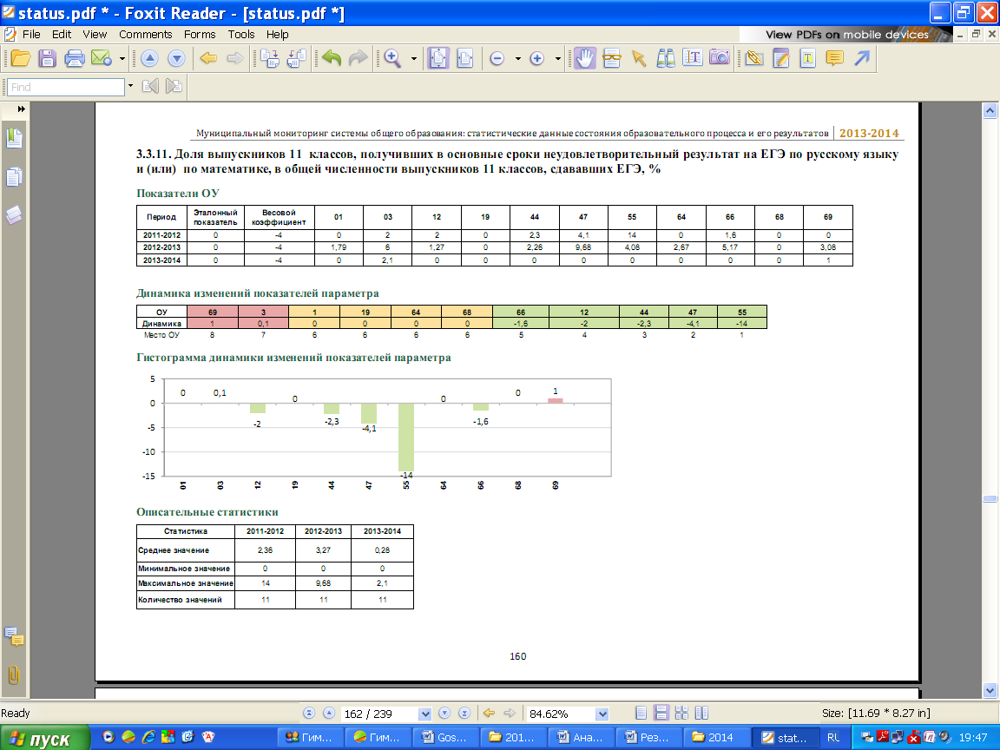 status.pdf * - Foxit Reader - [status.pdf *]
File Edit View Comments Forms Tools Help
View PDFs on mobile devices
Find
Муниципальный мониторинг системы общего образования: статистические данные состояния образовательного процесса и его результатов 2013-2014
3.3.11. Доля выпускников 11 классов, получивших в основные сроки неудовлетворительный результат на ЕГЭ по русскому языку
и (или) по математике, в общей численности выпускников 11 классов, сдававших ЕГЭ, %
Показатели ОУ
Период Эталонный показатель Весовой коэффициент 01 03 12 19 44 47 55 64 66 68 69
2011-2012 0 -4 0 2 2 0 2,3 4,1 14 0 1,6 0 0
2012-2013 0 -4 1,79 6 1,27 0 2,26 9,68 4,08 2,67 5,17 0 3,08
2013-2014 0 -4 0 2,1 0 0 0 0 0 0 0 0 1
Динамика изменений показателей параметра
ОУ 69 3 1 19 64 68 66 12 44 47 55
Динамика 1 0,1 0 0 0 0 -1,6 -2 -2,3 -4,1 -14
Место ОУ 8 7 6 6 6 6 5 4 3 2 1
Гистограмма динамики изменений показателей параметра
5
0 0,1 0 0 0 1
0
-2 -2,3 -4,1 -1,6
-5
-10
-15 -14
01 03 12 19 44 47 55 64 66 68 69
Описательные статистики
Статистика 2011-2012 2012-2013 2013-2014
Среднее значение 2,36 3,27 0,28
Минимальное значение 0 0 0
Максимальное значение 14 9,68 2,1
Количество значений 11 11 11
160
Ready 162 / 239 84.62% Size: [11.69 * 8.27 in]
пуск Гим... Гим... Gos... 201... Ана... Рез... 2014 stat... RL 19:47